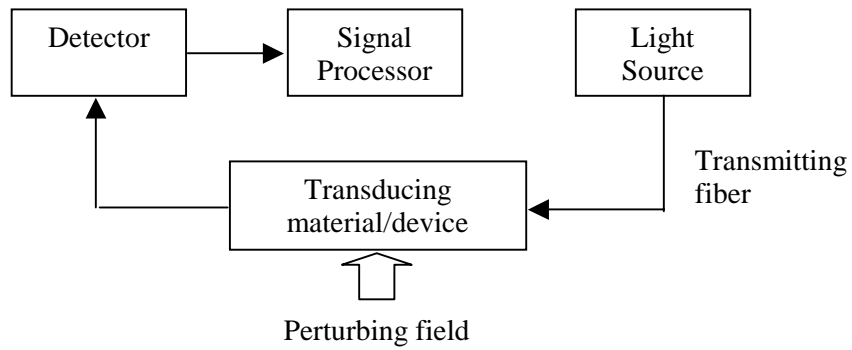 Detector
Signal
Processor
Light
Source
Transmitting
fiber
Transducing
material/device
Perturbing field